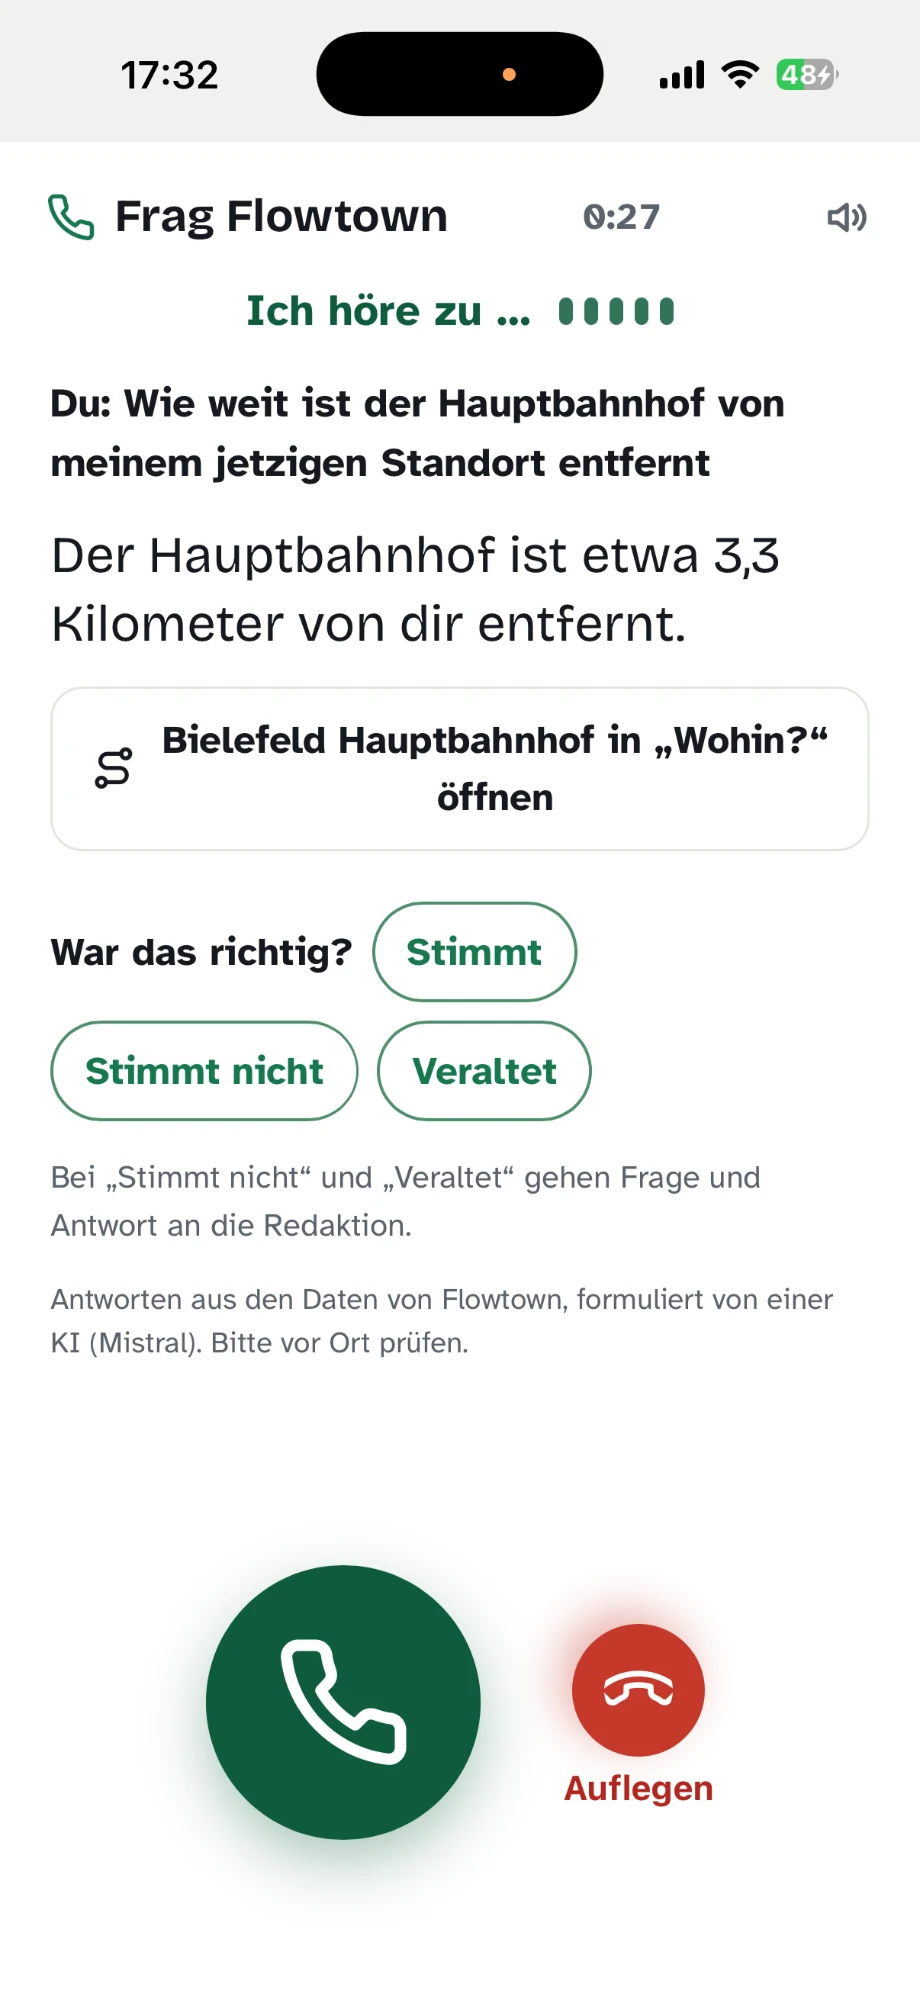 17:32
48
Frag Flowtown
0:27
Ich höre zu ...
Du: Wie weit ist der Hauptbahnhof von
meinem jetzigen Standort entfernt
Der Hauptbahnhof ist etwa 3,3
Kilometer von dir entfernt.
Bielefeld Hauptbahnhof in „Wohin?“
öffnen
War das richtig?
Stimmt
Stimmt nicht
Veraltet
Bei „Stimmt nicht“ und „Veraltet“ gehen Frage und
Antwort an die Redaktion.
Antworten aus den Daten von Flowtown, formuliert von einer
KI (Mistral). Bitte vor Ort prüfen.
Auflegen